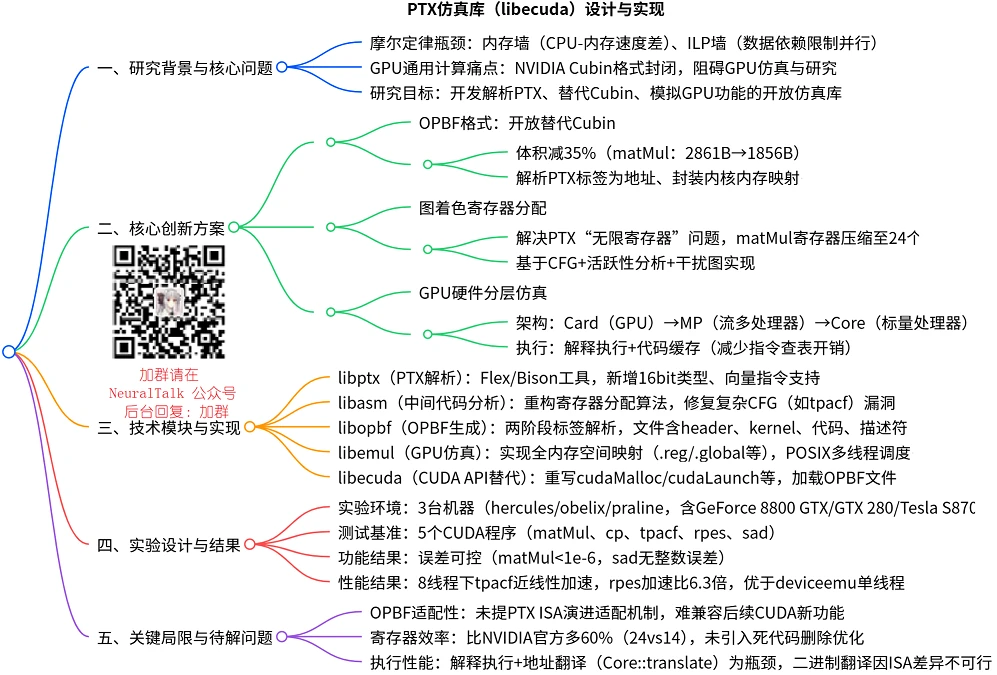 PTX仿真库（libecuda）设计与实现
一、研究背景与核心问题
摩尔定律瓶颈：内存墙（CPU-内存速度差）、ILP墙（数据依赖限制并行）
GPU通用计算痛点：NVIDIA Cubin格式封闭，阻碍GPU仿真与研究
研究目标：开发解析PTX、替代Cubin、模拟GPU功能的开放仿真库
二、核心创新方案
OPBF格式：开放替代Cubin
体积减35%（matMul：2861B→1856B）
解析PTX标签为地址、封装内核内存映射
图着色寄存器分配
解决PTX“无限寄存器”问题，matMul寄存器压缩至24个
基于CFG+活跃性分析+干扰图实现
GPU硬件分层仿真
架构：Card（GPU）→MP（流多处理器）→Core（标量处理器）
执行：解释执行+代码缓存（减少指令查表开销）
加群请在
NeuralTalk 公众号
后台回复：加群
三、技术模块与实现
libptx（PTX解析）：Flex/Bison工具，新增16bit类型、向量指令支持
libasm（中间代码分析）：重构寄存器分配算法，修复复杂CFG（如tpacf）漏洞
libopbf（OPBF生成）：两阶段标签解析，文件含header、kernel、代码、描述符
libemul（GPU仿真）：实现全内存空间映射（.reg/.global等），POSIX多线程调度
libecuda（CUDA API替代）：重写cudaMalloc/cudaLaunch等，加载OPBF文件
四、实验设计与结果
实验环境：3台机器（hercules/obelix/praline，含GeForce 8800 GTX/GTX 280/Tesla S870
测试基准：5个CUDA程序（matMul、cp、tpacf、rpes、sad）
功能结果：误差可控（matMul<1e-6，sad无整数误差）
性能结果：8线程下tpacf近线性加速，rpes加速比6.3倍，优于deviceemu单线程
五、关键局限与待解问题
OPBF适配性：未提PTX ISA演进适配机制，难兼容后续CUDA新功能
寄存器效率：比NVIDIA官方多60%（24vs14），未引入死代码删除优化
执行性能：解释执行+地址翻译（Core::translate）为瓶颈，二进制翻译因ISA差异不可行